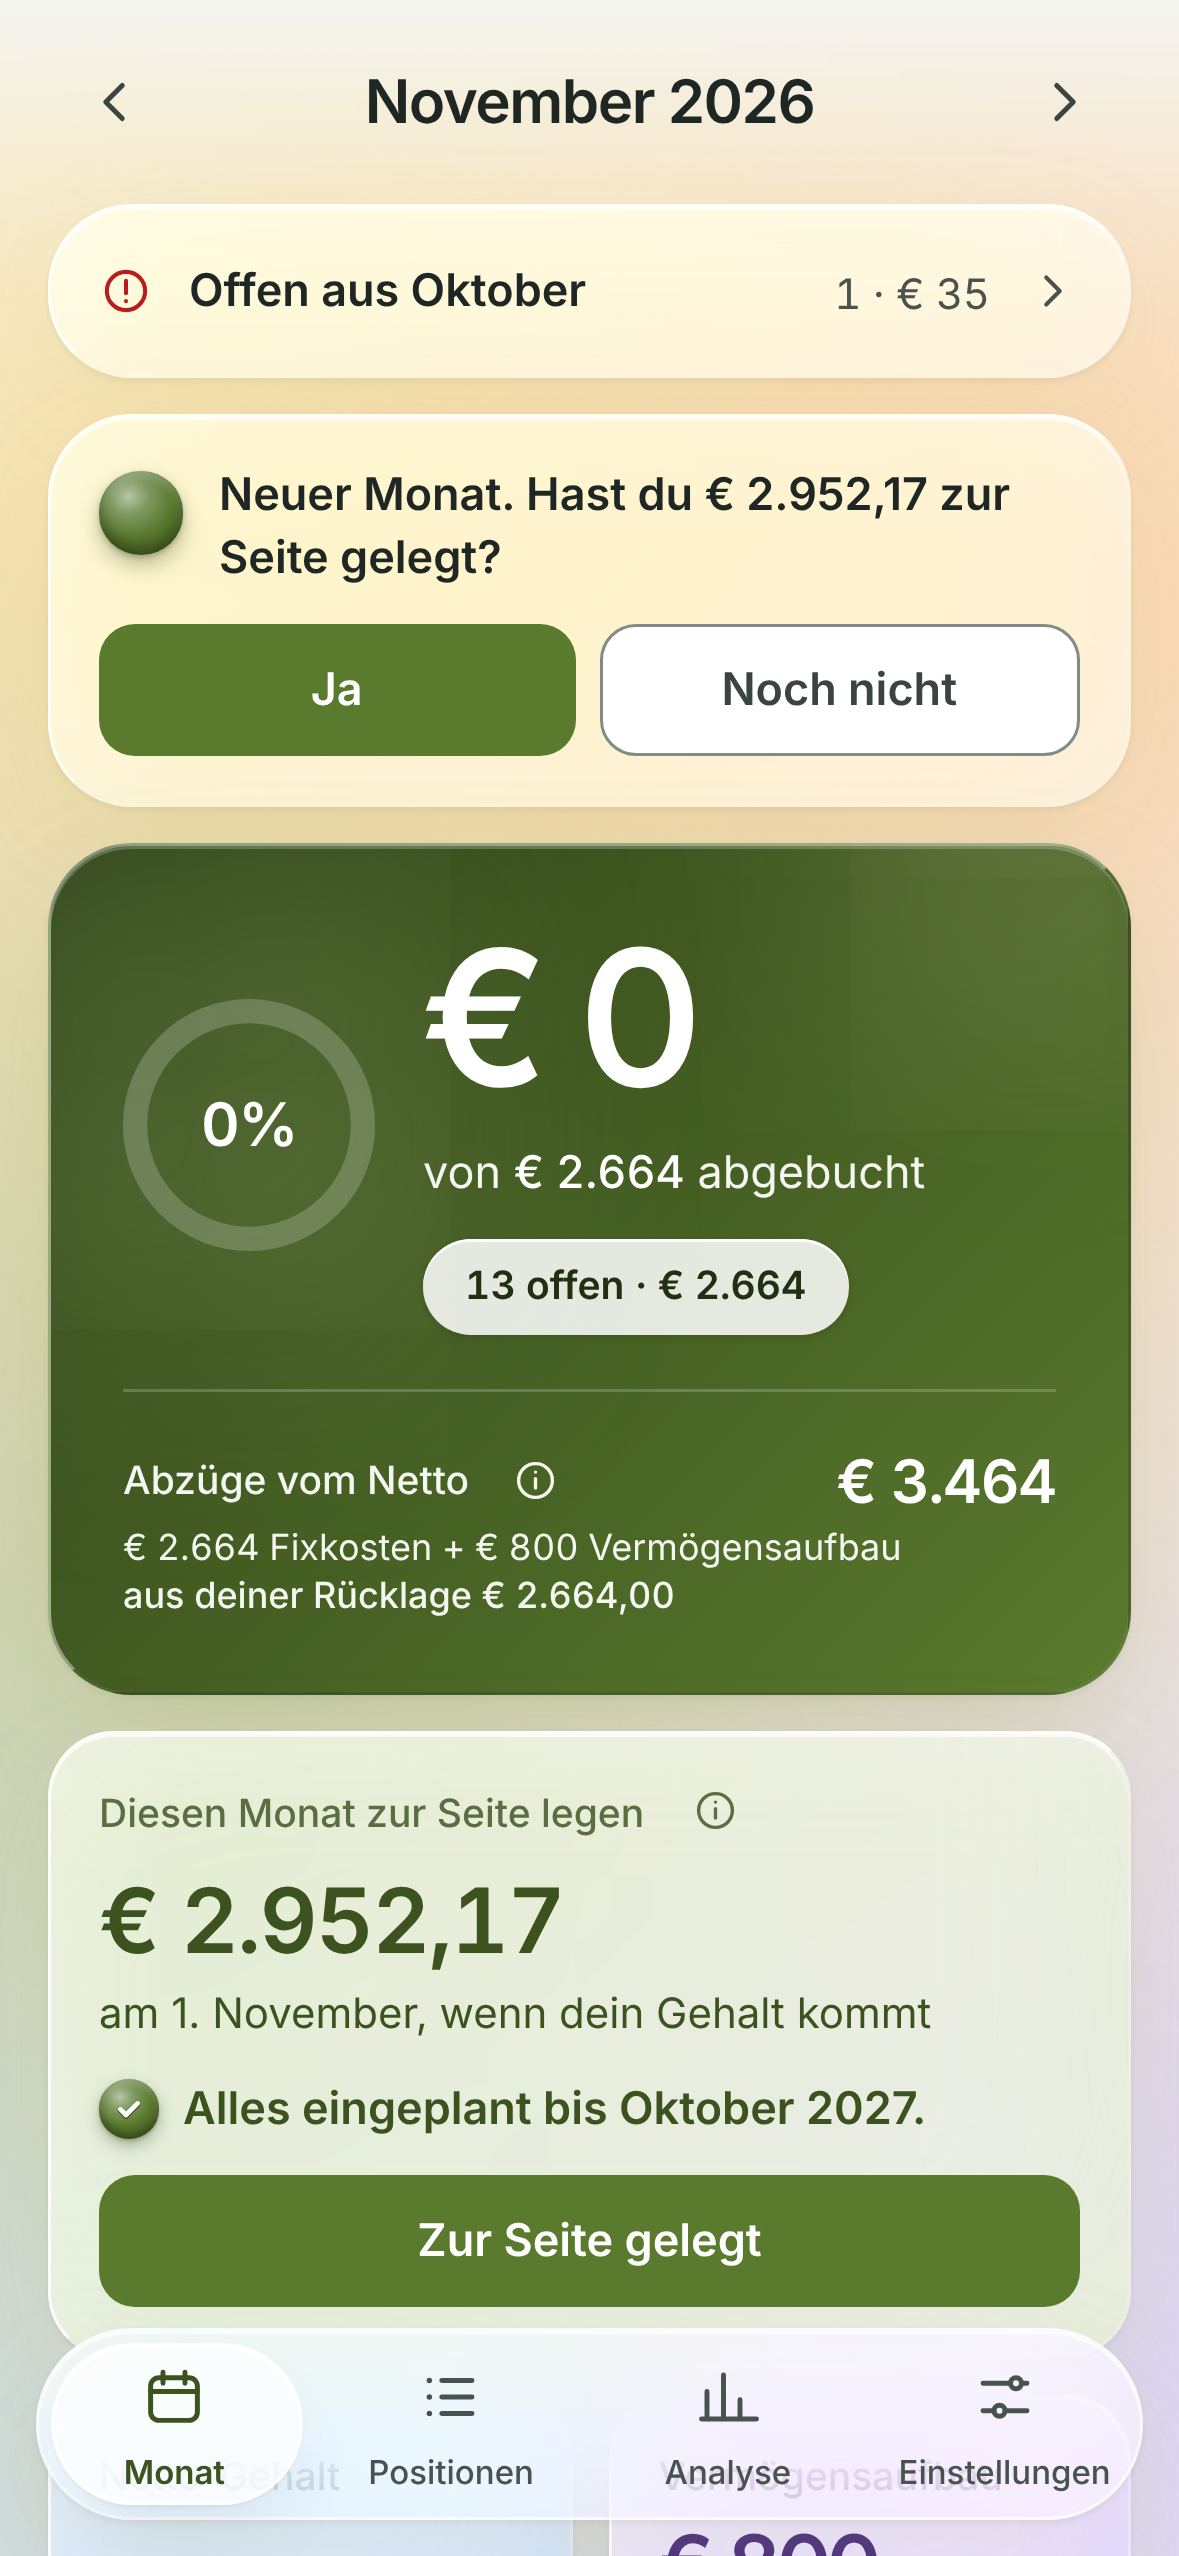 November 2026
Offen aus Oktober 1 · € 35
Neuer Monat. Hast du € 2.952,17 zur
Seite gelegt?
Ja
Noch nicht
€ 0
0%
von € 2.664 abgebucht
13 offen · € 2.664
Abzüge vom Netto € 3.464
€ 2.664 Fixkosten + € 800 Vermögensaufbau
aus deiner Rücklage € 2.664,00
Diesen Monat zur Seite legen
€ 2.952,17
am 1. November, wenn dein Gehalt kommt
Alles eingeplant bis Oktober 2027.
Zur Seite gelegt
Monat
Positionen
Analyse
Einstellungen
Vermögensaufbau
€ 800